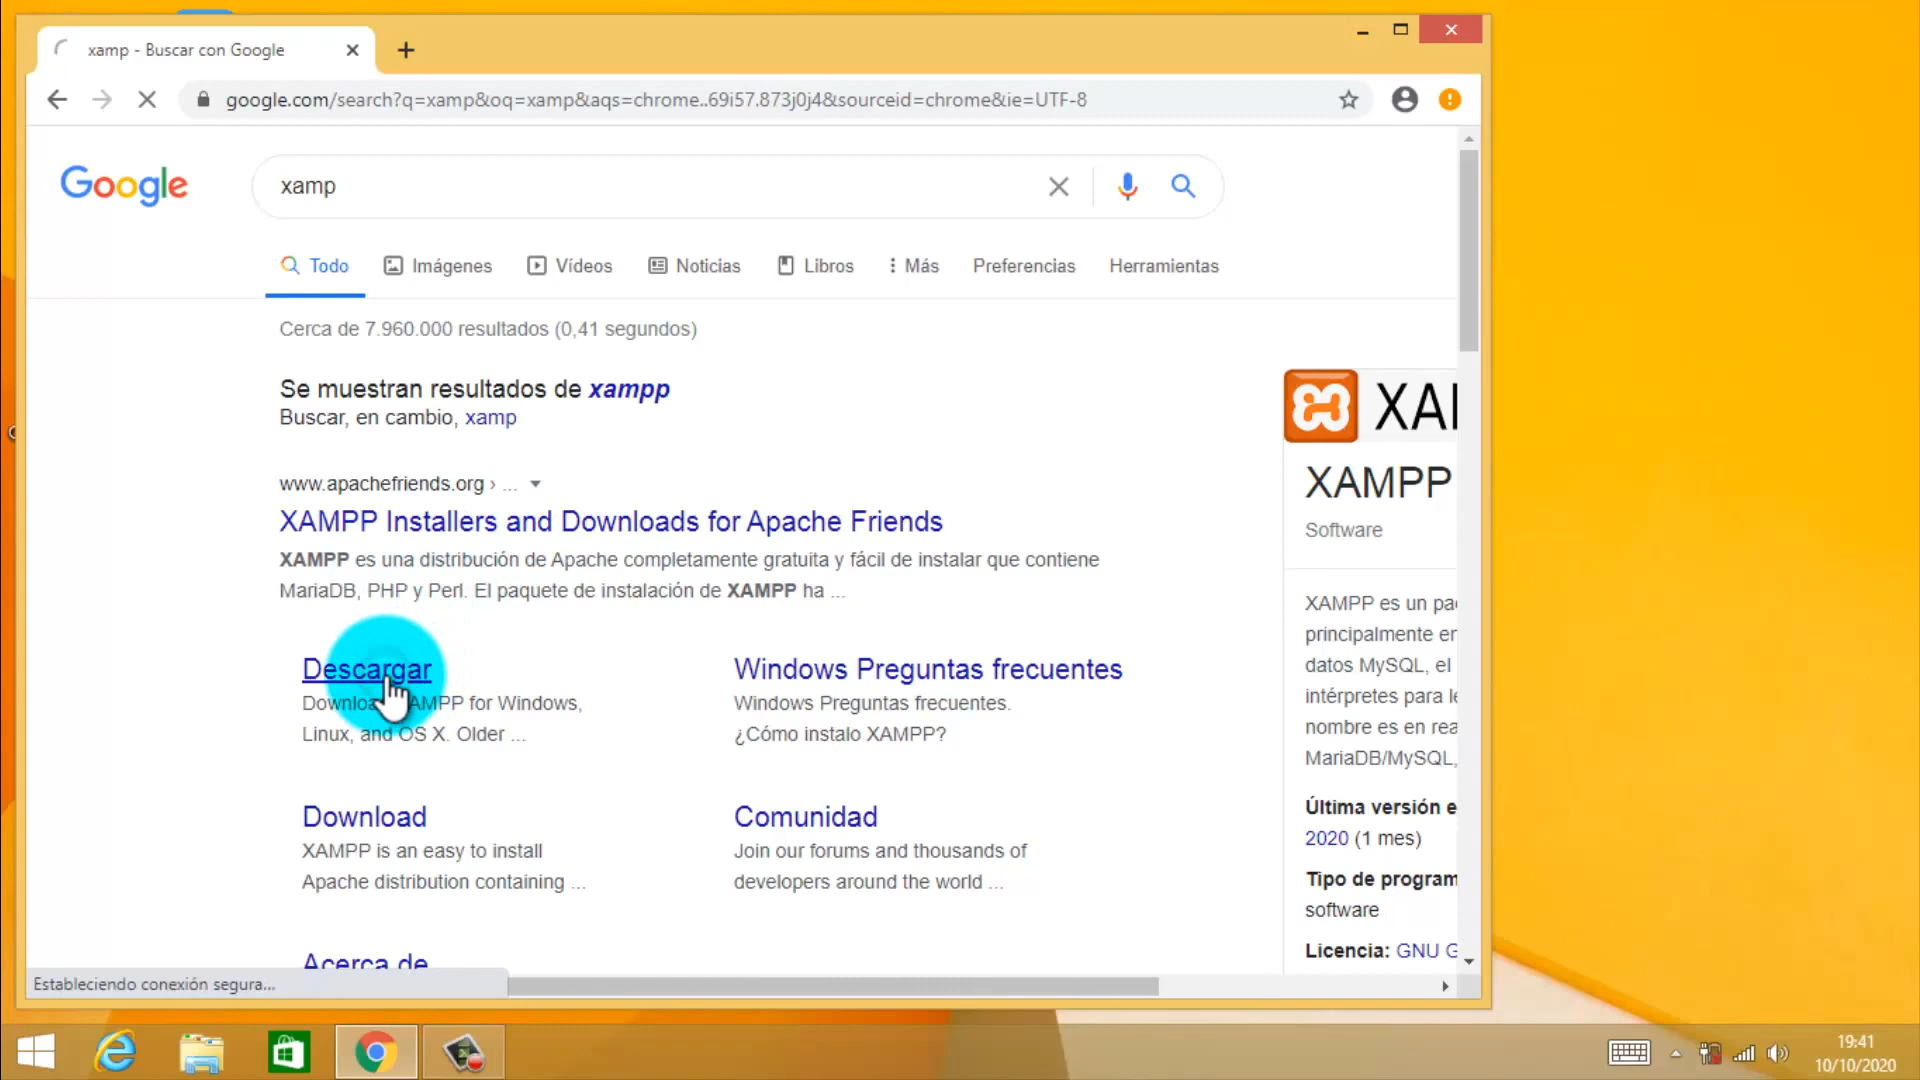 xamp - Buscar con Google
google.com/search?q=xamp&oq=xamp&aqs=chrome..69i57.873j0j4&sourceid=chrome&ie=UTF-8
Google
xamp
Todo
Imágenes
Vídeos
Noticias
Libros
Más
Preferencias
Herramientas
Cerca de 7.960.000 resultados (0,41 segundos)
Se muestran resultados de xampp
Buscar, en cambio, xamp
www.apachefriends.org › ...
XAMPP Installers and Downloads for Apache Friends
XAMPP es una distribución de Apache completamente gratuita y fácil de instalar que contiene
MariaDB, PHP y Perl. El paquete de instalación de XAMPP ha ...
Descargar
XAMPP for Windows,
Linux, and OS X. Older ...
Windows Preguntas frecuentes
Windows Preguntas frecuentes.
¿Cómo instalo XAMPP?
Download
XAMPP is an easy to install
Apache distribution containing ...
Comunidad
Join our forums and thousands of
developers around the world ...
Acerca de
XAMPP
Software
XAMPP es un
principalmente
datos MySQL, el
intérpretes para
nombre es en
MariaDB/MySQL,
Última versión
2020 (1 mes)
Tipo de
software
Licencia: GNU
Estableciendo conexión segura...
19:41
10/10/2020